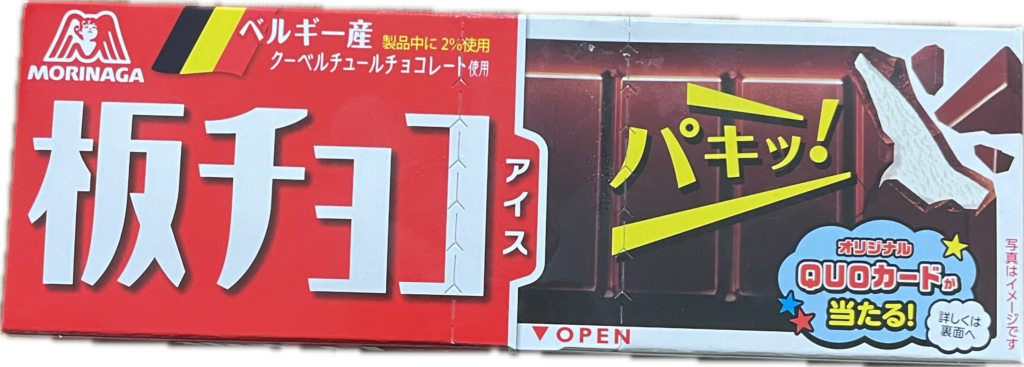 MORINAGA
ベルギー産 製品中に2%使用
クーベルチュールチョコレート使用
板チョコ
アイス
パキッ!
オリジナル
QUOカードが
当たる!
詳しくは
裏面へ
写真はイメージです
▼OPEN